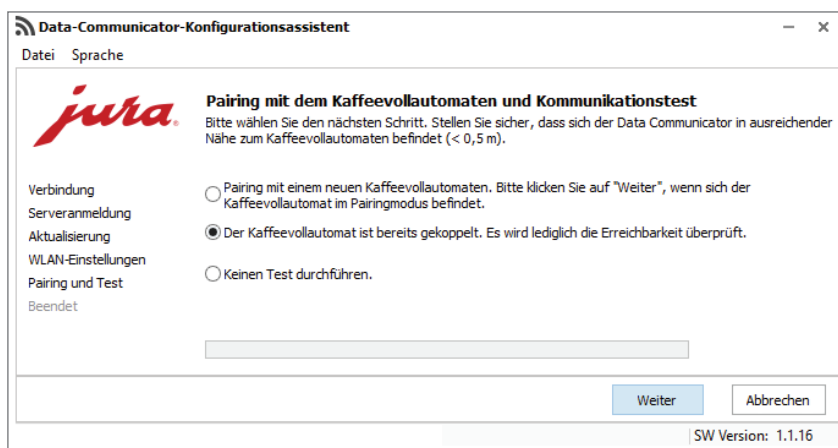 Data-Communicator-Konfigurationsassistent
Datei Sprache
jura
Pairing mit dem Kaffeevollautomaten und Kommunikationstest
Bitte wählen Sie den nächsten Schritt. Stellen Sie sicher, dass sich der Data Communicator in ausreichender
Nähe zum Kaffeevollautomaten befindet (< 0,5 m).
Verbindung
Serveranmeldung
Aktualisierung
WLAN-Einstellungen
Pairing und Test
Beendet
Pairing mit einem neuen Kaffeevollautomaten. Bitte klicken Sie auf "Weiter", wenn sich der
Kaffeevollautomat im Pairingmodus befindet.
Der Kaffeevollautomat ist bereits gekoppelt. Es wird lediglich die Erreichbarkeit überprüft.
Keinen Test durchführen.
Weiter
Abbrechen
SW Version: 1.1.16